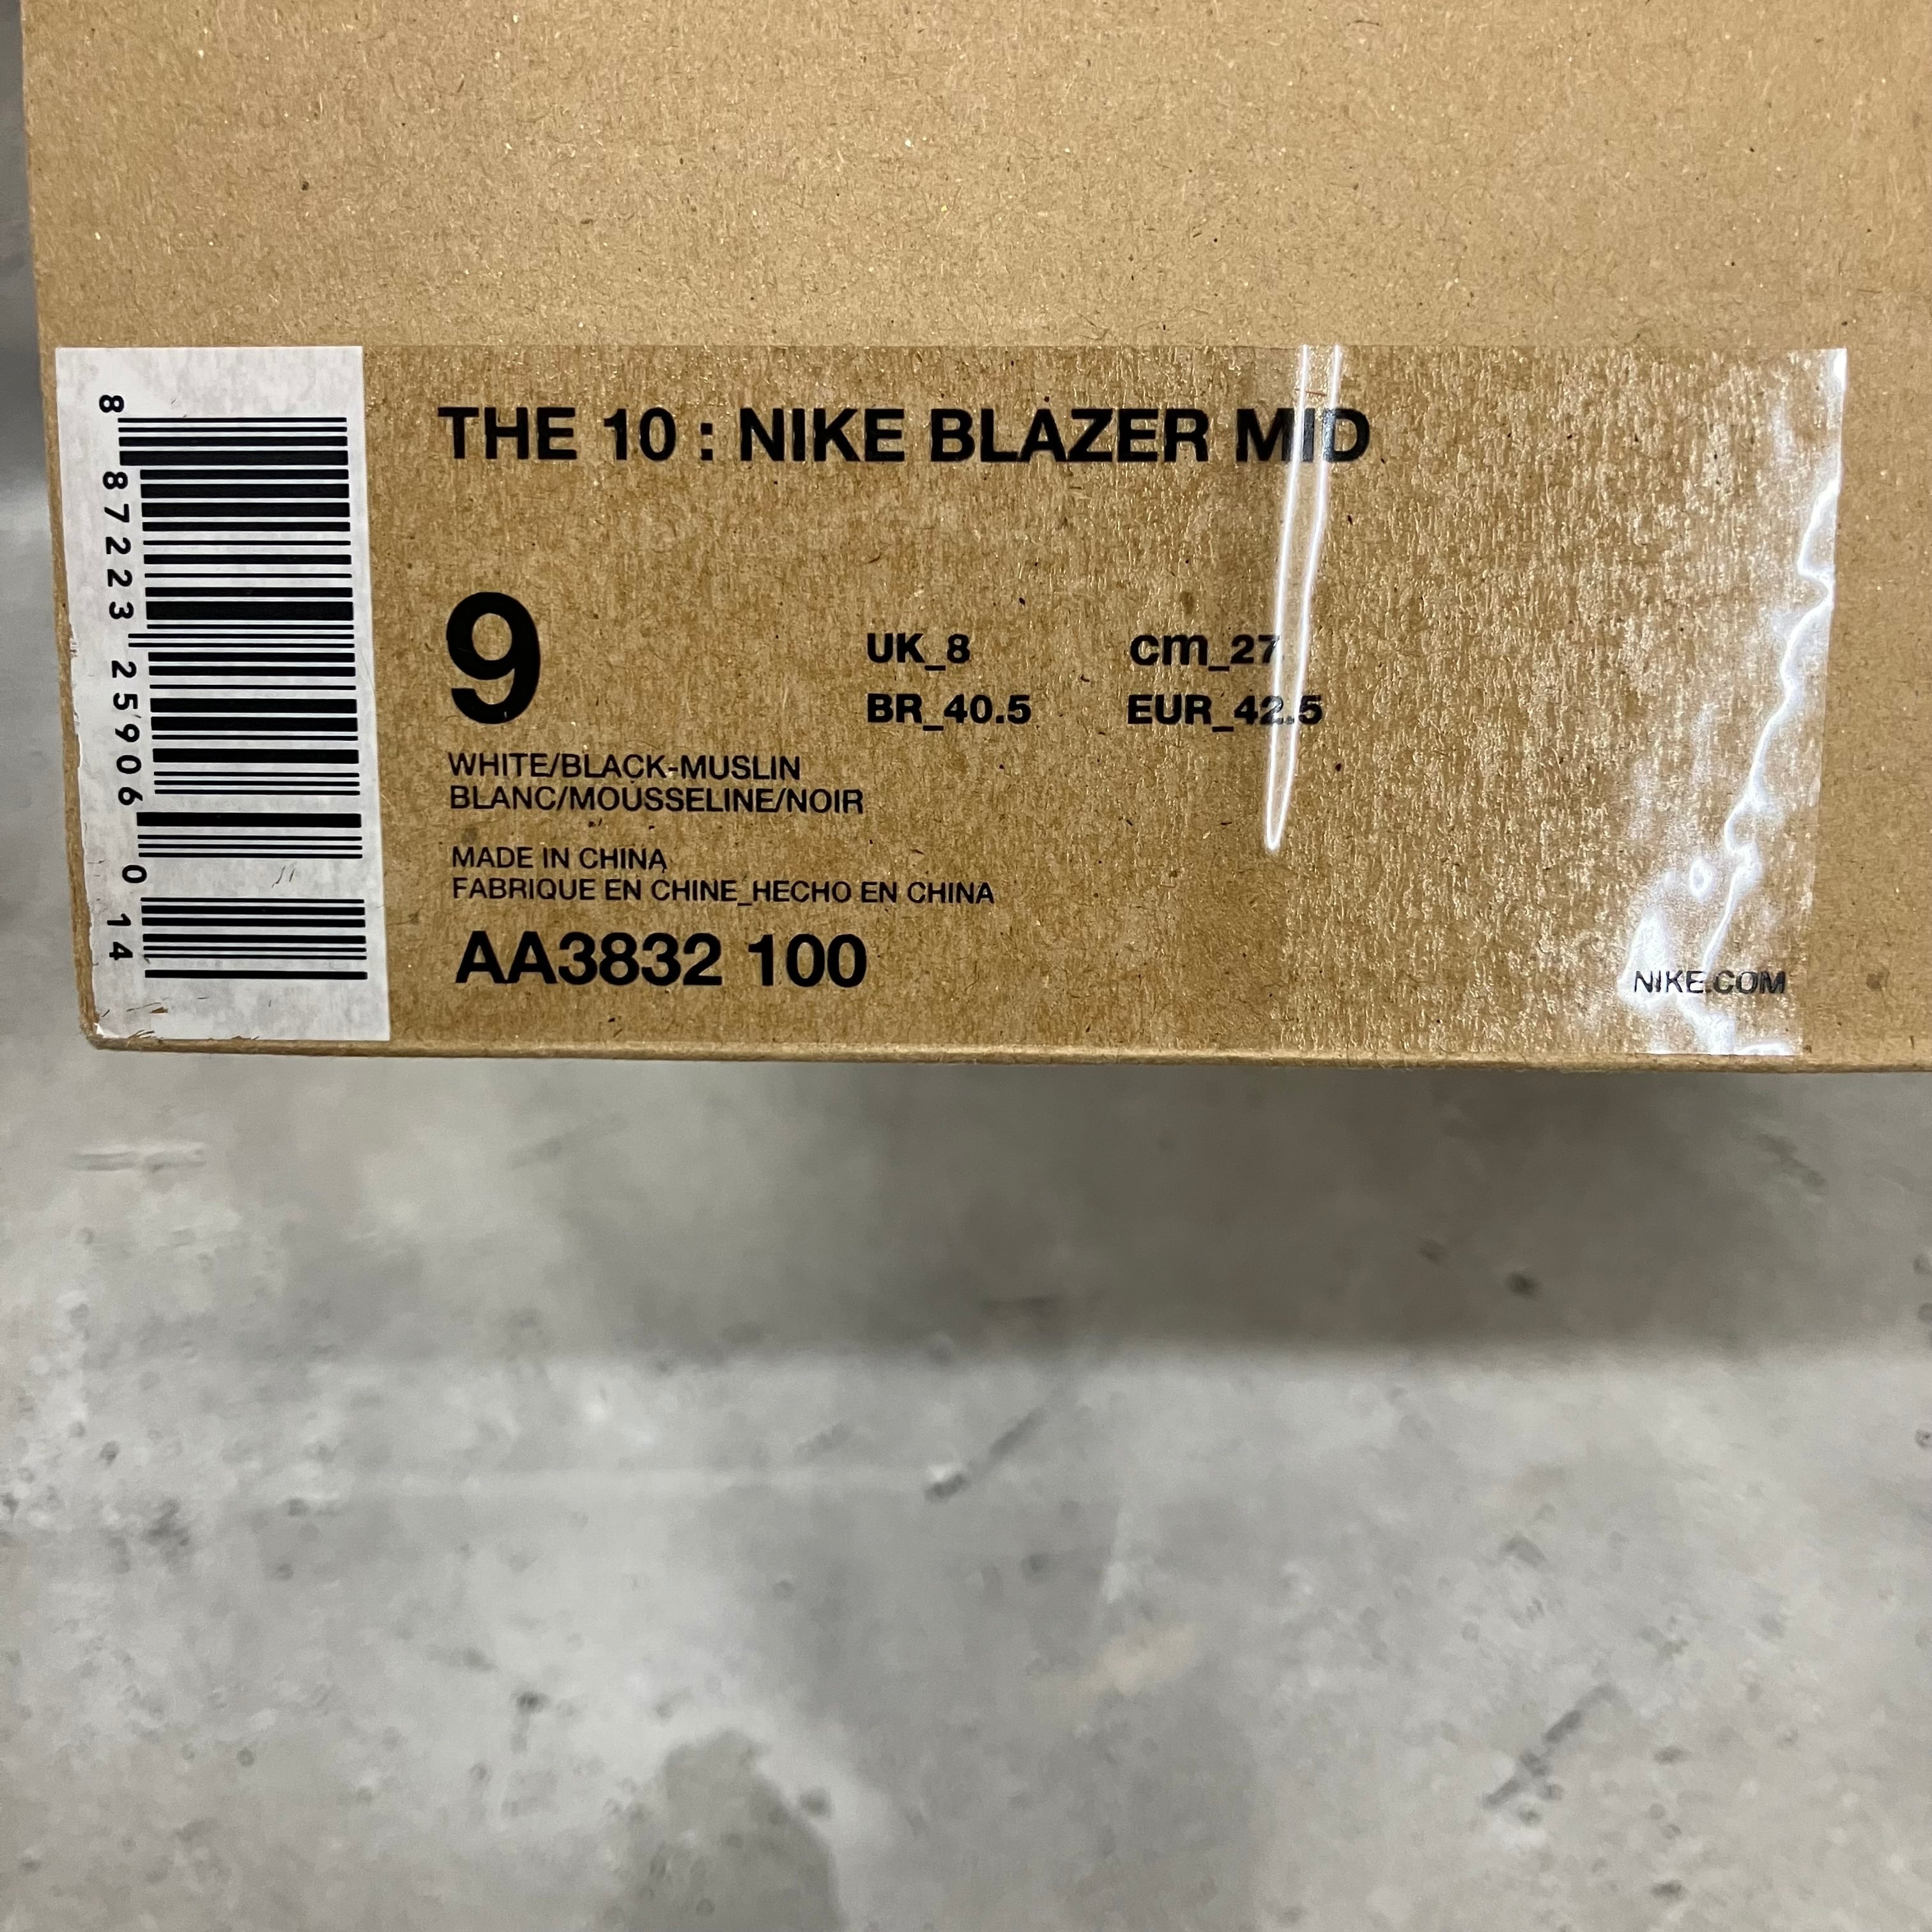 THE 10 : NIKE BLAZER MID
9
UK_8 cm_27
BR_40.5 EUR_42.5
WHITE/BLACK-MUSLIN
BLANC/MOUSSELINE/NOIR
MADE IN CHINA
FABRIQUE EN CHINE_HECHO EN CHINA
AA3832 100
NIKE.COM
8 87223 25906 0 14